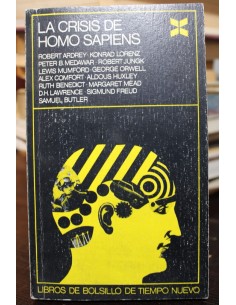 LA CRISIS DE
HOMO SAPIENS
ROBERT ARDREY · KONRAD LORENZ
PETER B. MEDAWAR · ROBERT JUNGK
LEWIS MUMFORD · GEORGE ORWELL
ALEX COMFORT · ALDOUS HUXLEY
RUTH BENEDICT · MARGARET MEAD
D.H. LAWRENCE · SIGMUND FREUD
SAMUEL BUTLER
LIBROS DE BOLSILLO DE TIEMPO NUEVO